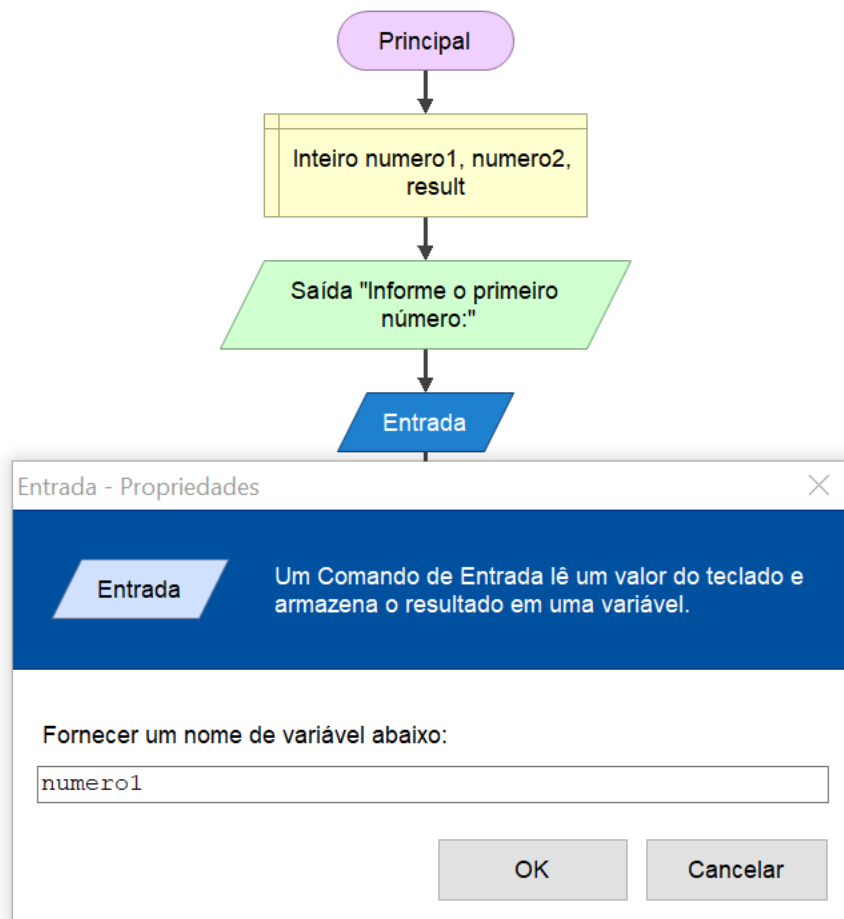 Principal
Inteiro numero1, numero2,
result
Saída "Informe o primeiro
número:"
Entrada
Entrada - Propriedades
Entrada
Um Comando de Entrada lê um valor do teclado e
armazena o resultado em uma variável.
Fornecer um nome de variável abaixo:
numero1
OK
Cancelar